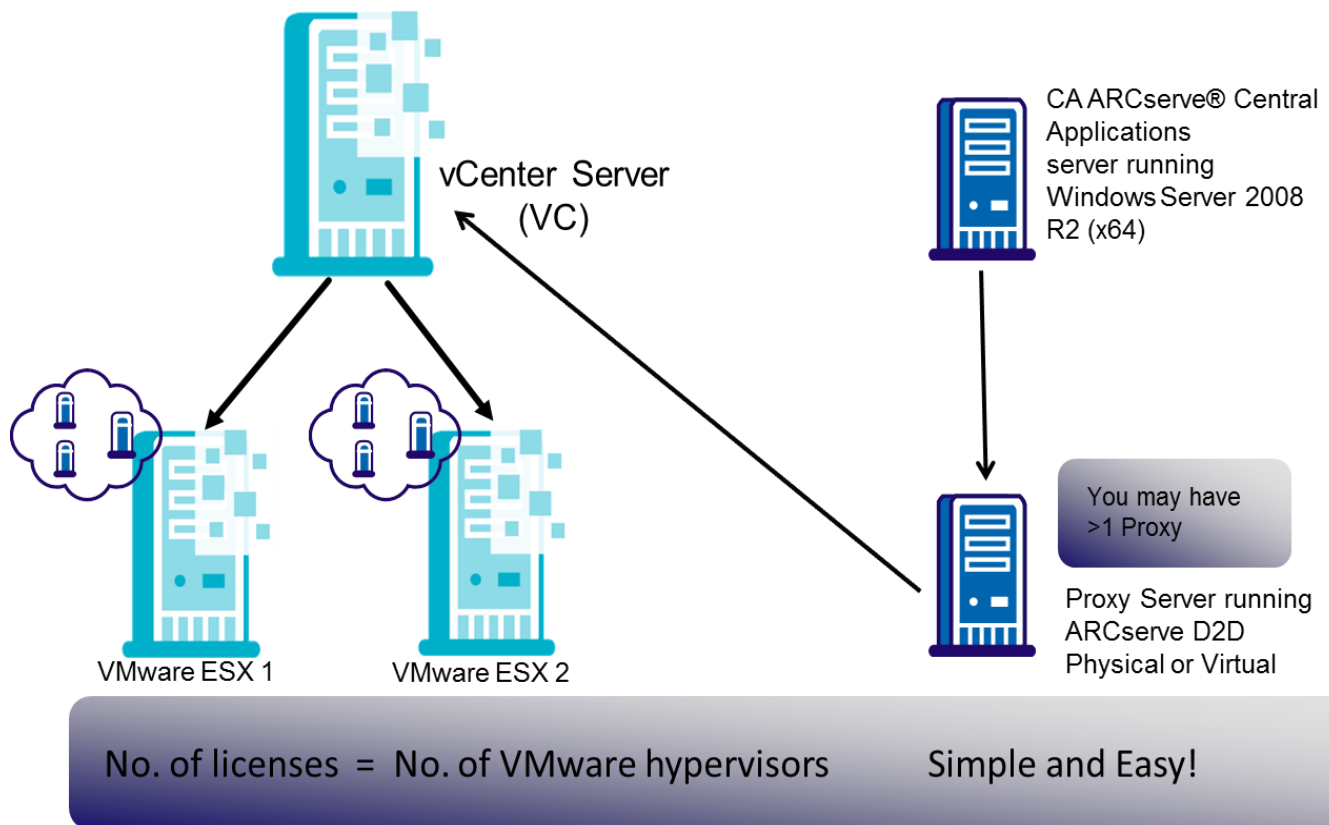 vCenter Server
(VC)
CA ARCserve® Central
Applications
server running
Windows Server 2008
R2 (x64)
You may have
>1 Proxy
Proxy Server running
ARCserve D2D
Physical or Virtual
VMware ESX 1
VMware ESX 2
No. of licenses = No. of VMware hypervisors Simple and Easy!